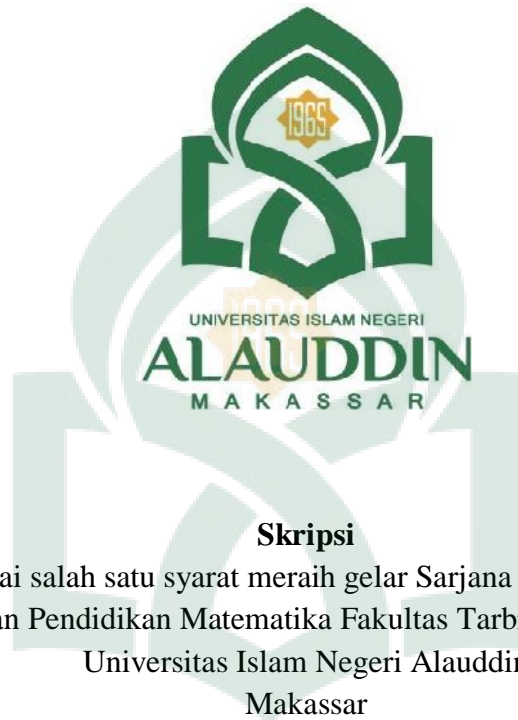 1965
UNIVERSITAS ISLAM NEGERI
ALAUDDIN
MAKASSAR
Skripsi
ai salah satu syarat meraih gelar Sarjana
an Pendidikan Matematika Fakultas Tarb
Universitas Islam Negeri Alauddi
Makassar